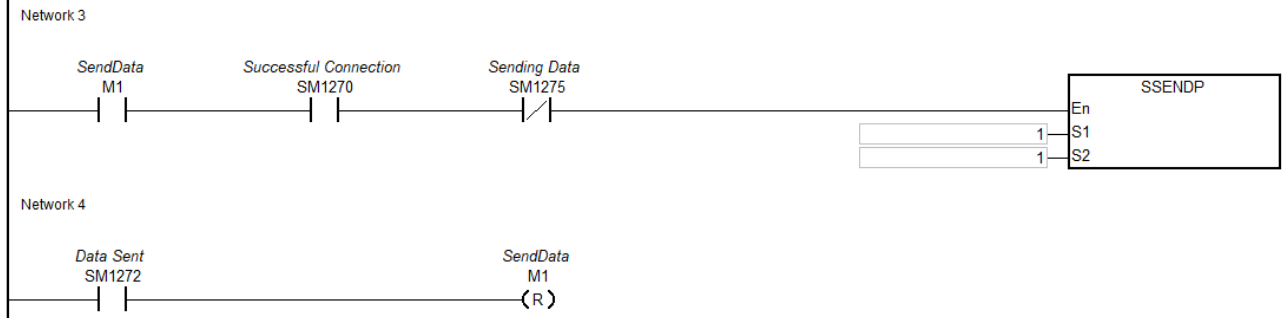 Network 3
SendData Successful Connection Sending Data
M1 SM1270 SM1275 SSENDP
En
1 S1
1 S2
Network 4
Data Sent SendData
SM1272 M1
R